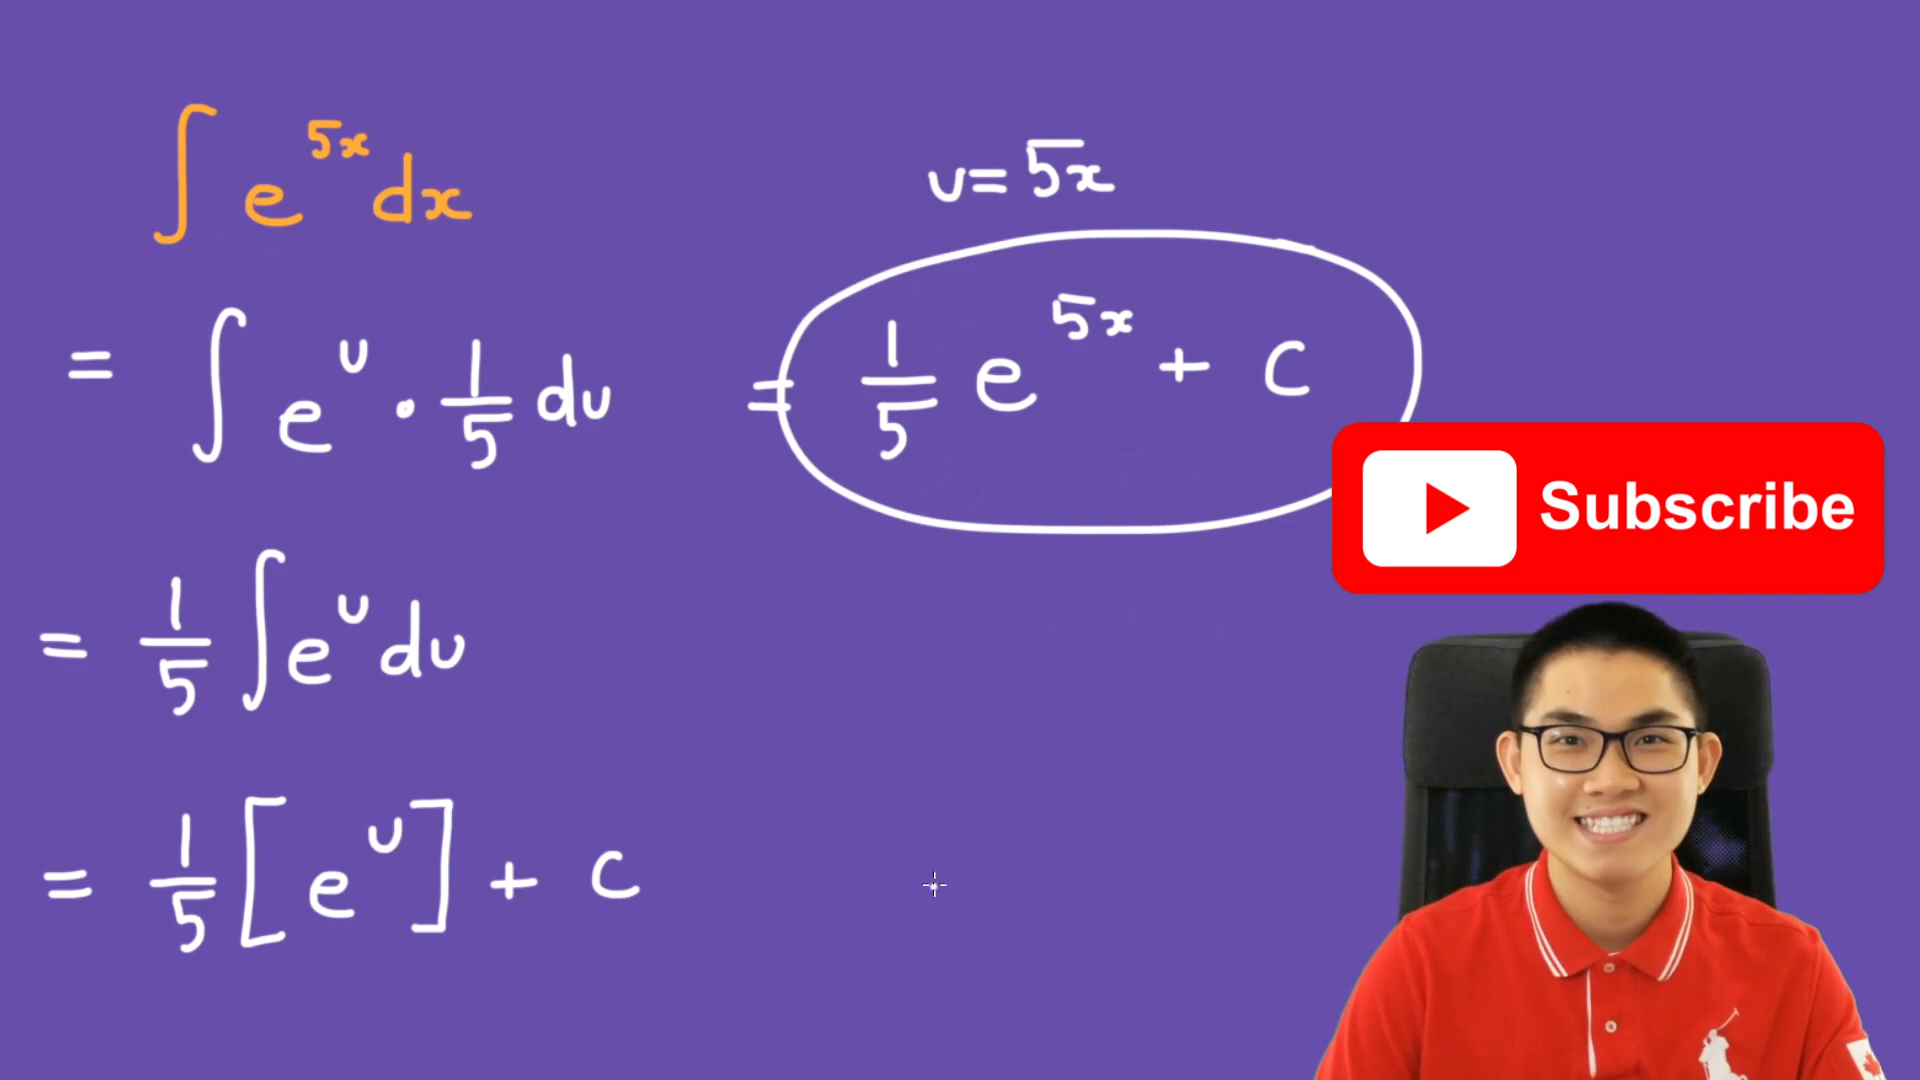 ∫ e^{5x} dx
= ∫ e^u · 1/5 du
= 1/5 ∫ e^u du
= 1/5 [e^u] + C
u = 5x
= 1/5 e^{5x} + C
Subscribe